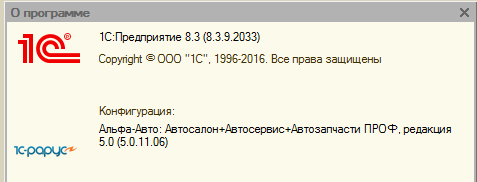 О программе
1С
1С:Предприятие 8.3 (8.3.9.2033)
Copyright © ООО "1С", 1996-2016. Все права защищены
Конфигурация:
Альфа-Авто: Автосалон+Автосервис+Автозапчасти ПРОФ, редакция
5.0 (5.0.11.06)
1С-рарус